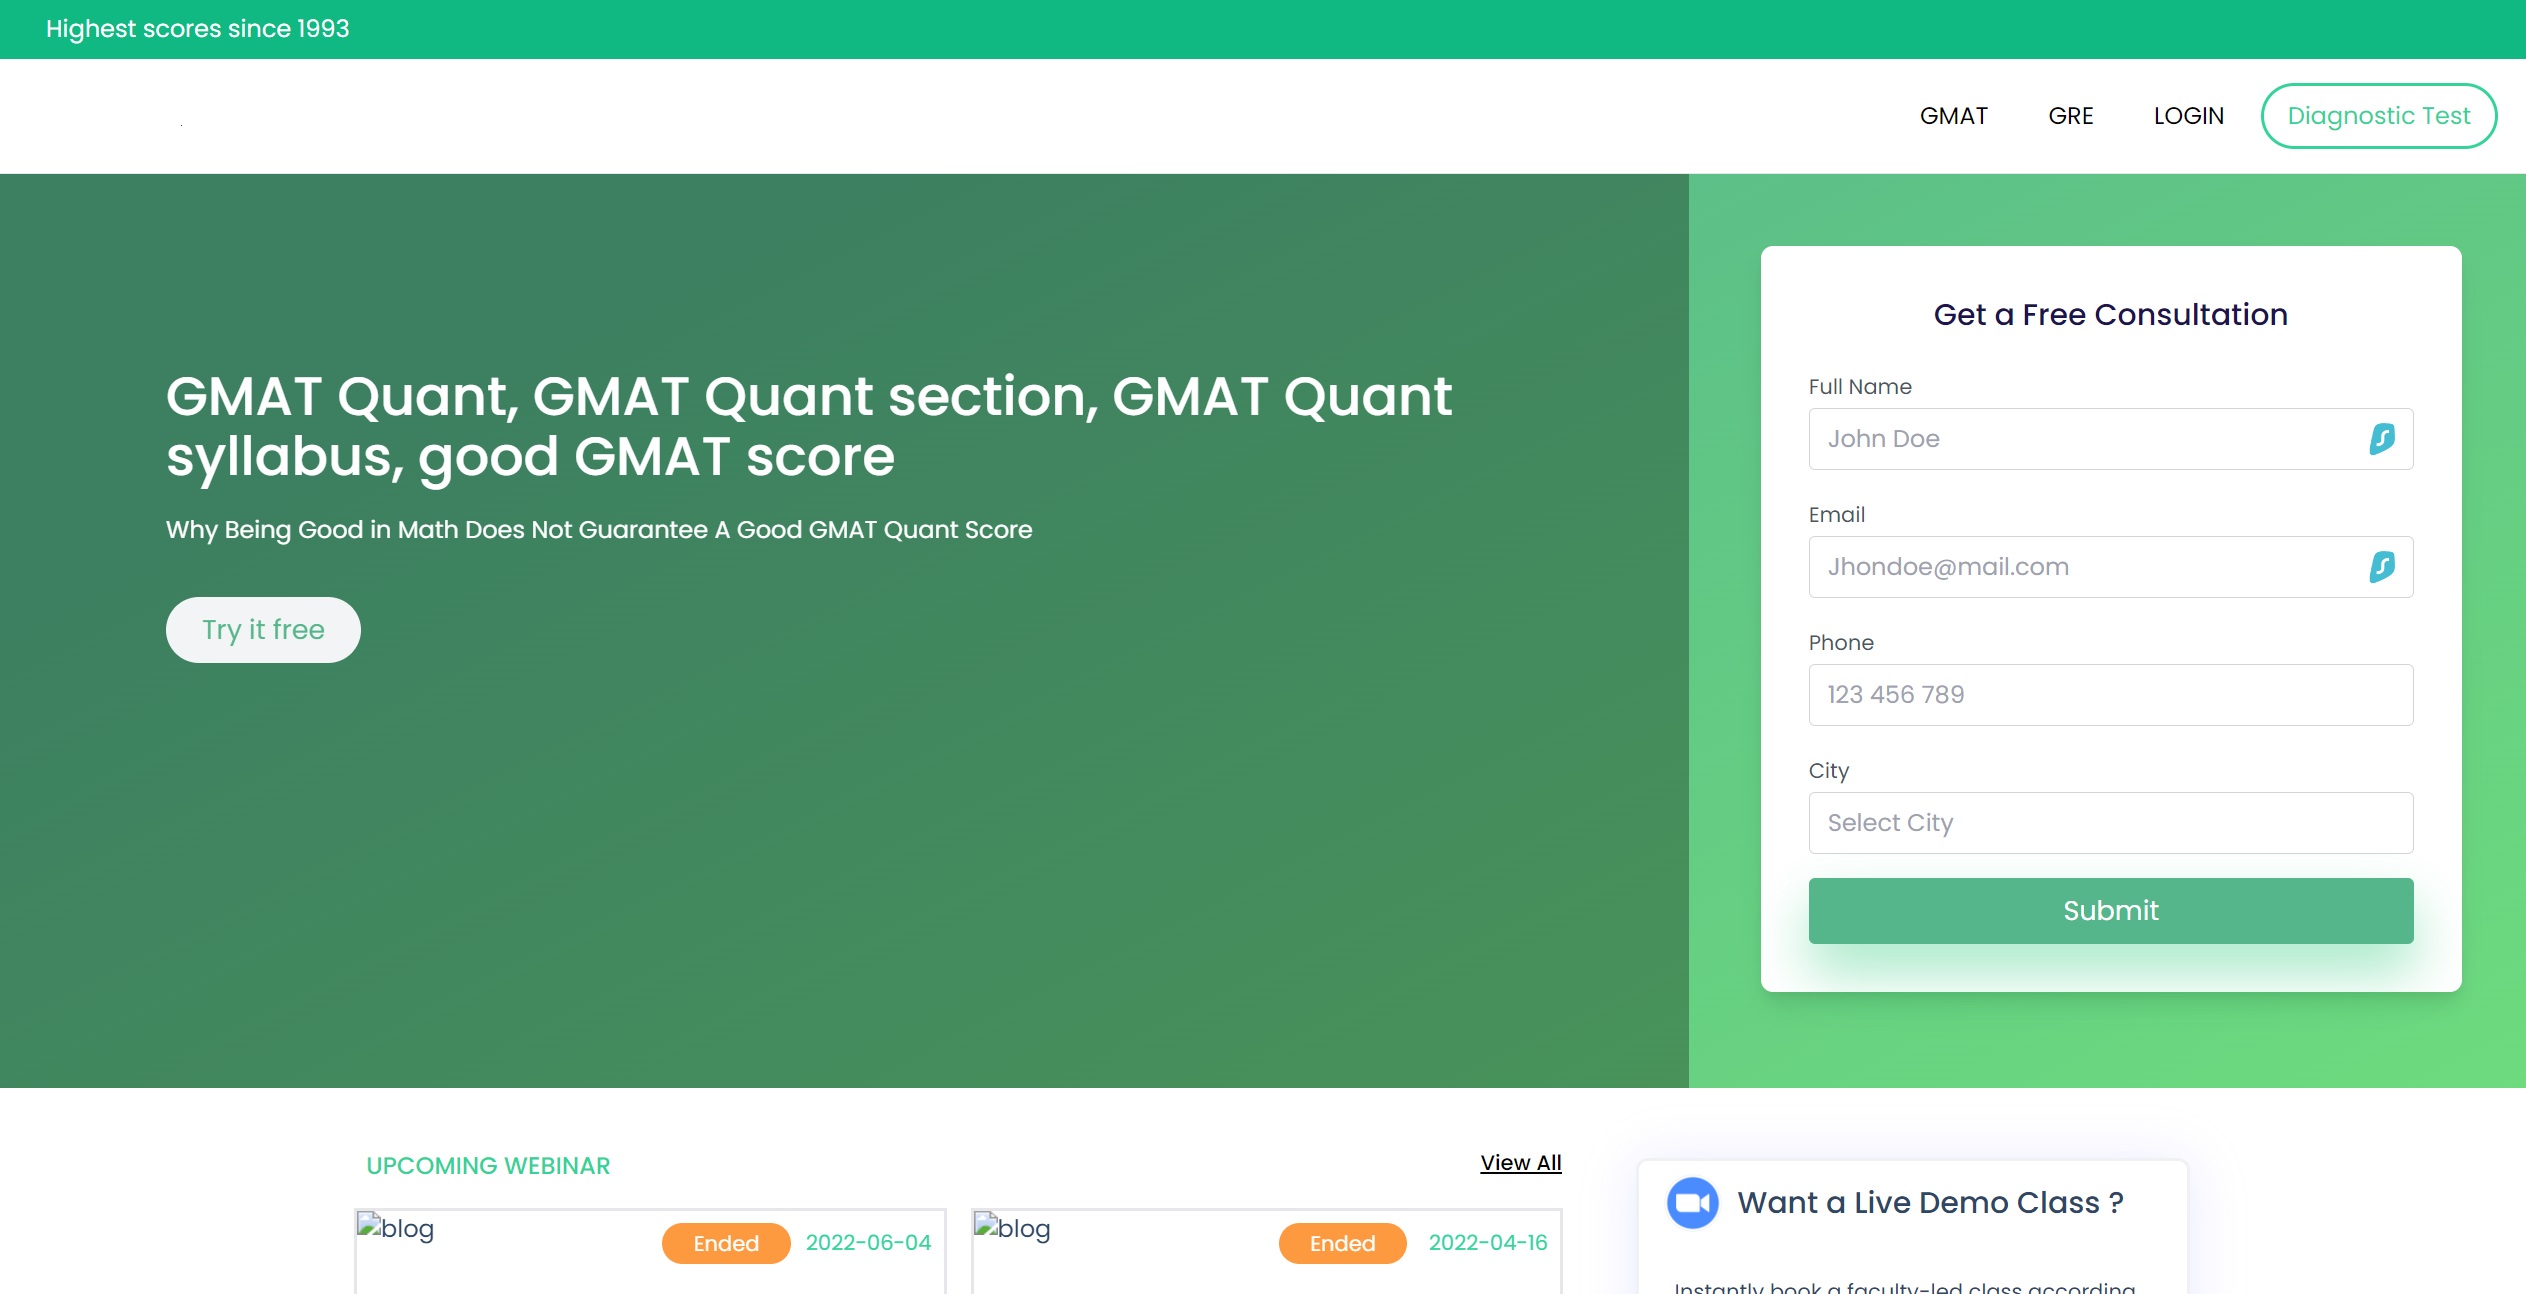 Highest scores since 1993
GMAT
GRE
LOGIN
Diagnostic Test
GMAT Quant, GMAT Quant section, GMAT Quant
syllabus, good GMAT score
Why Being Good in Math Does Not Guarantee A Good GMAT Quant Score
Try it free
Get a Free Consultation
Full Name
John Doe
Email
Jhondoe@mail.com
Phone
123 456 789
City
Select City
Submit
UPCOMING WEBINAR
View All
blog
Ended
2022-06-04
blog
Ended
2022-04-16
Want a Live Demo Class ?
Instantly book a faculty-led class according